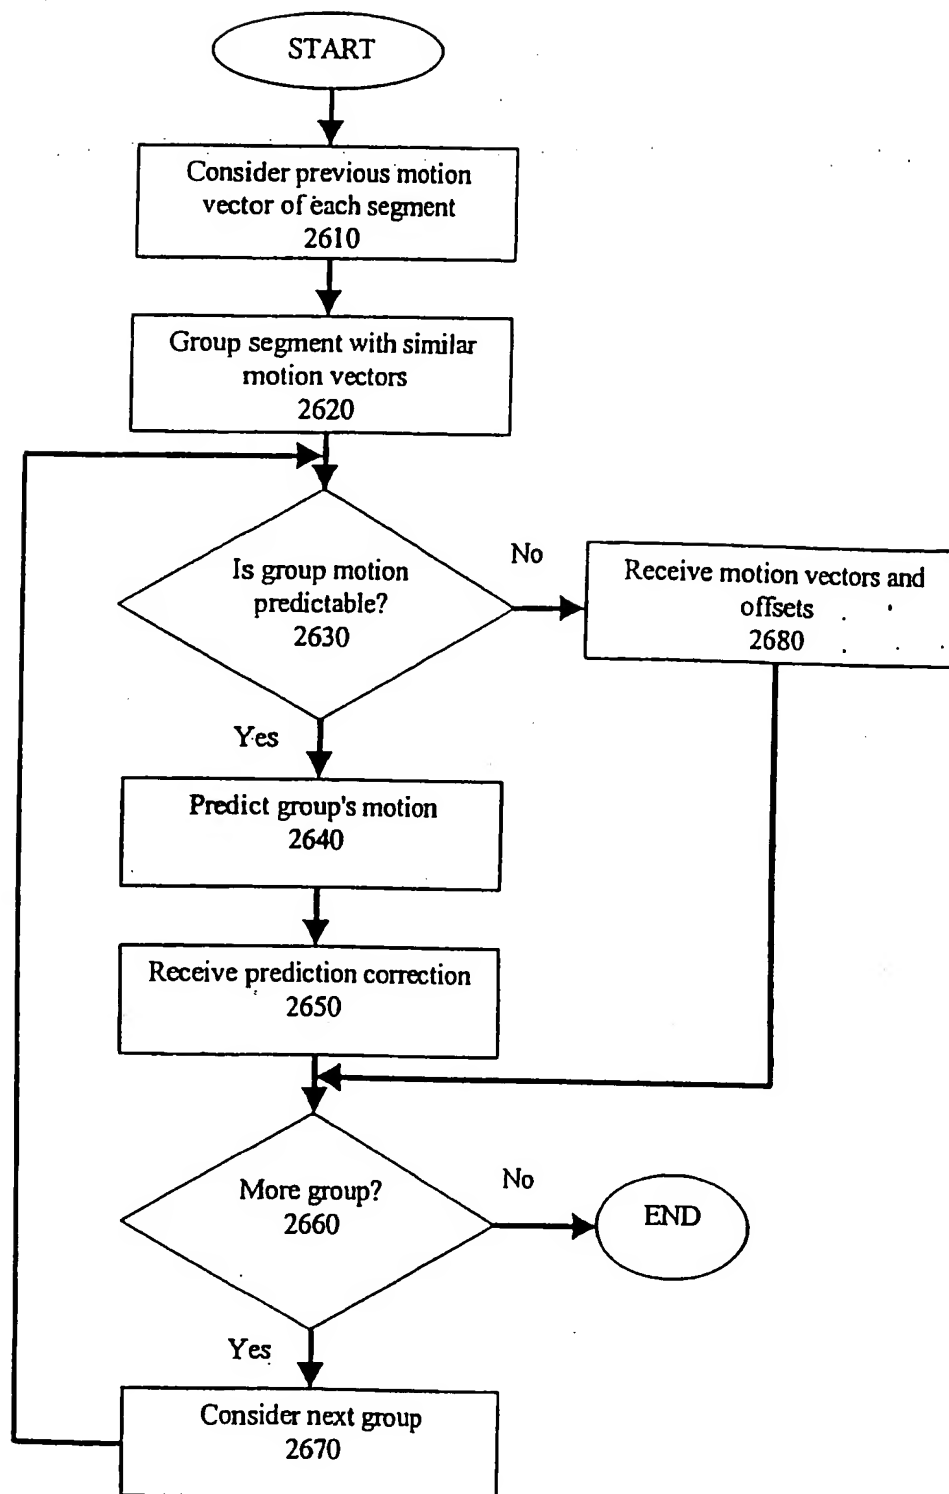 START
Consider previous motion
vector of each segment
2610
Group segment with similar
motion vectors
2620
Is group motion
predictable?
2630
No
Receive motion vectors and
offsets
2680
Yes
Predict group's motion
2640
Receive prediction correction
2650
More group?
2660
No
END
Yes
Consider next group
2670